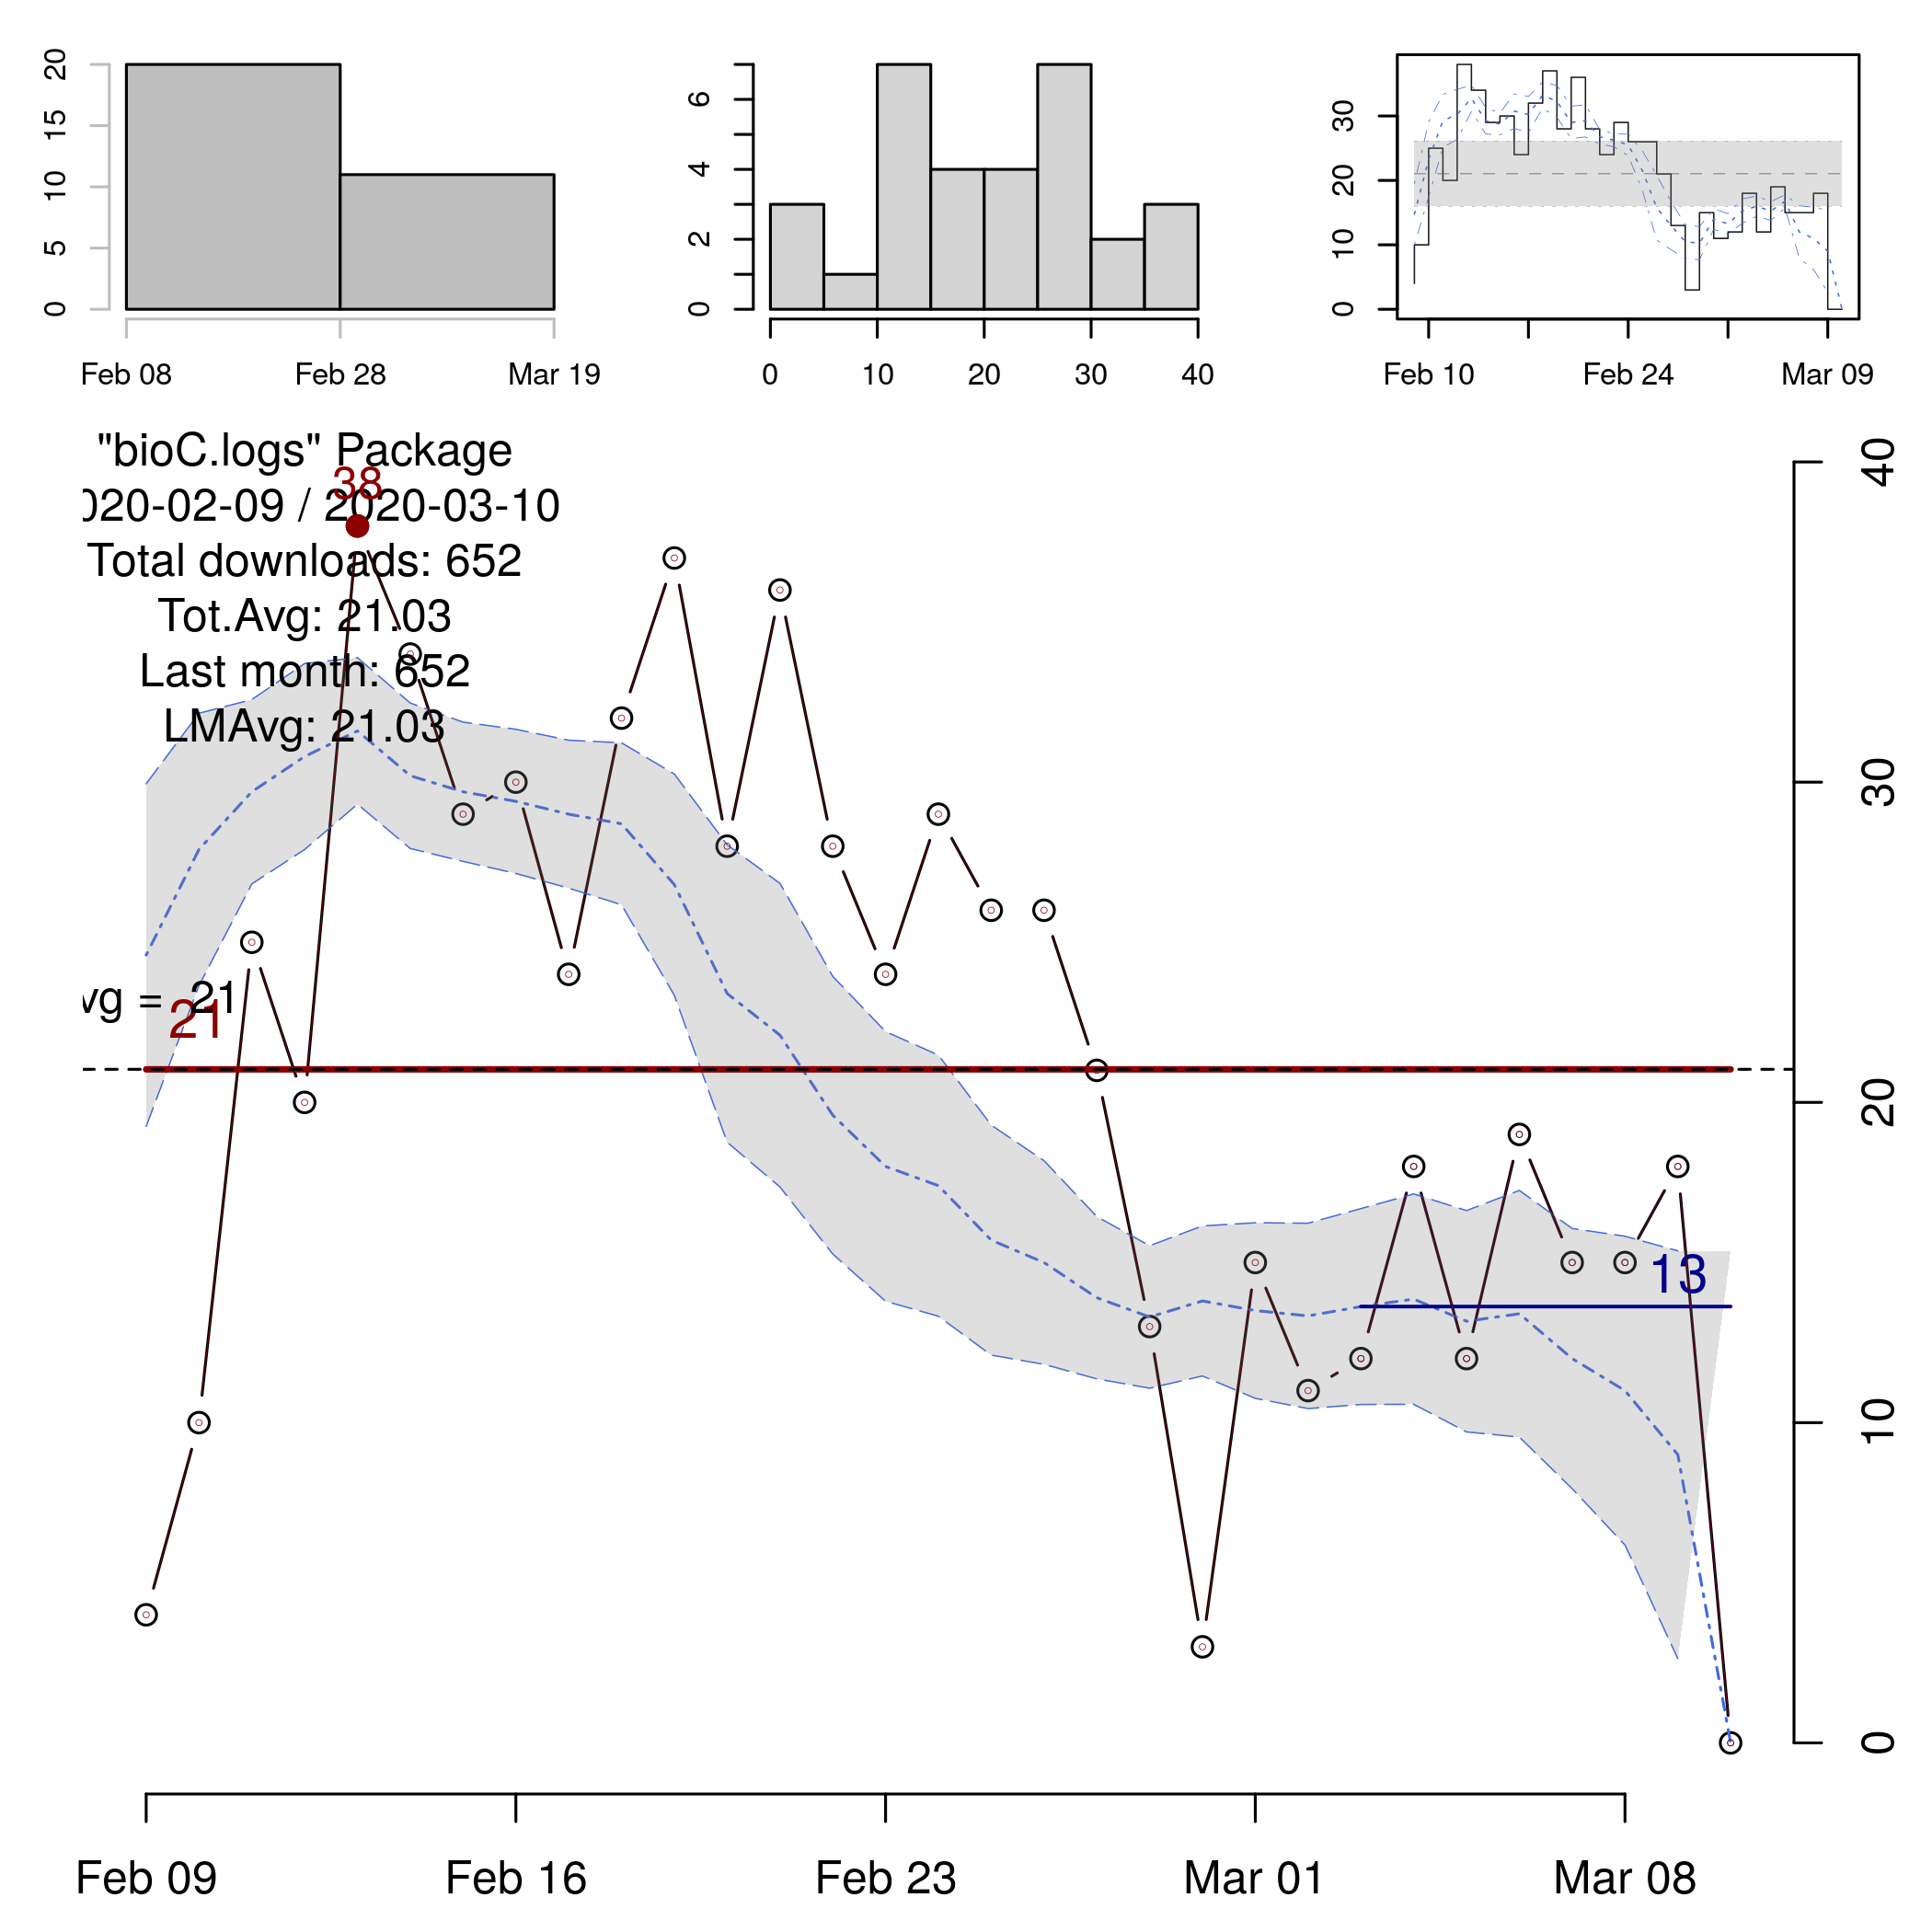 0 5 10 15 20
Feb 08 Feb 28 Mar 19
0 2 4 6
0 10 20 30 40
0 10 20 30
Feb 10 Feb 24 Mar 09
"bioC.logs" Package
38
020-02-09 / 2020-03-10
Total downloads: 652
Tot.Avg: 21.03
Last month: 652
LMAvg: 21.03
vg = 21
21
13
0 10 20 30 40
Feb 09 Feb 16 Feb 23 Mar 01 Mar 08